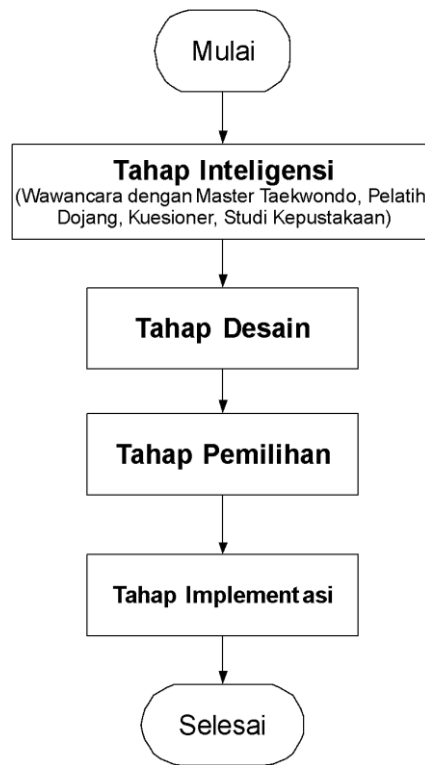 Mulai
Tahap Inteligensi
(Wawancara dengan Master Taekwondo, Pelatih
Dojang, Kuesioner, Studi Kepustakaan)
Tahap Desain
Tahap Pemilihan
Tahap Implementasi
Selesai